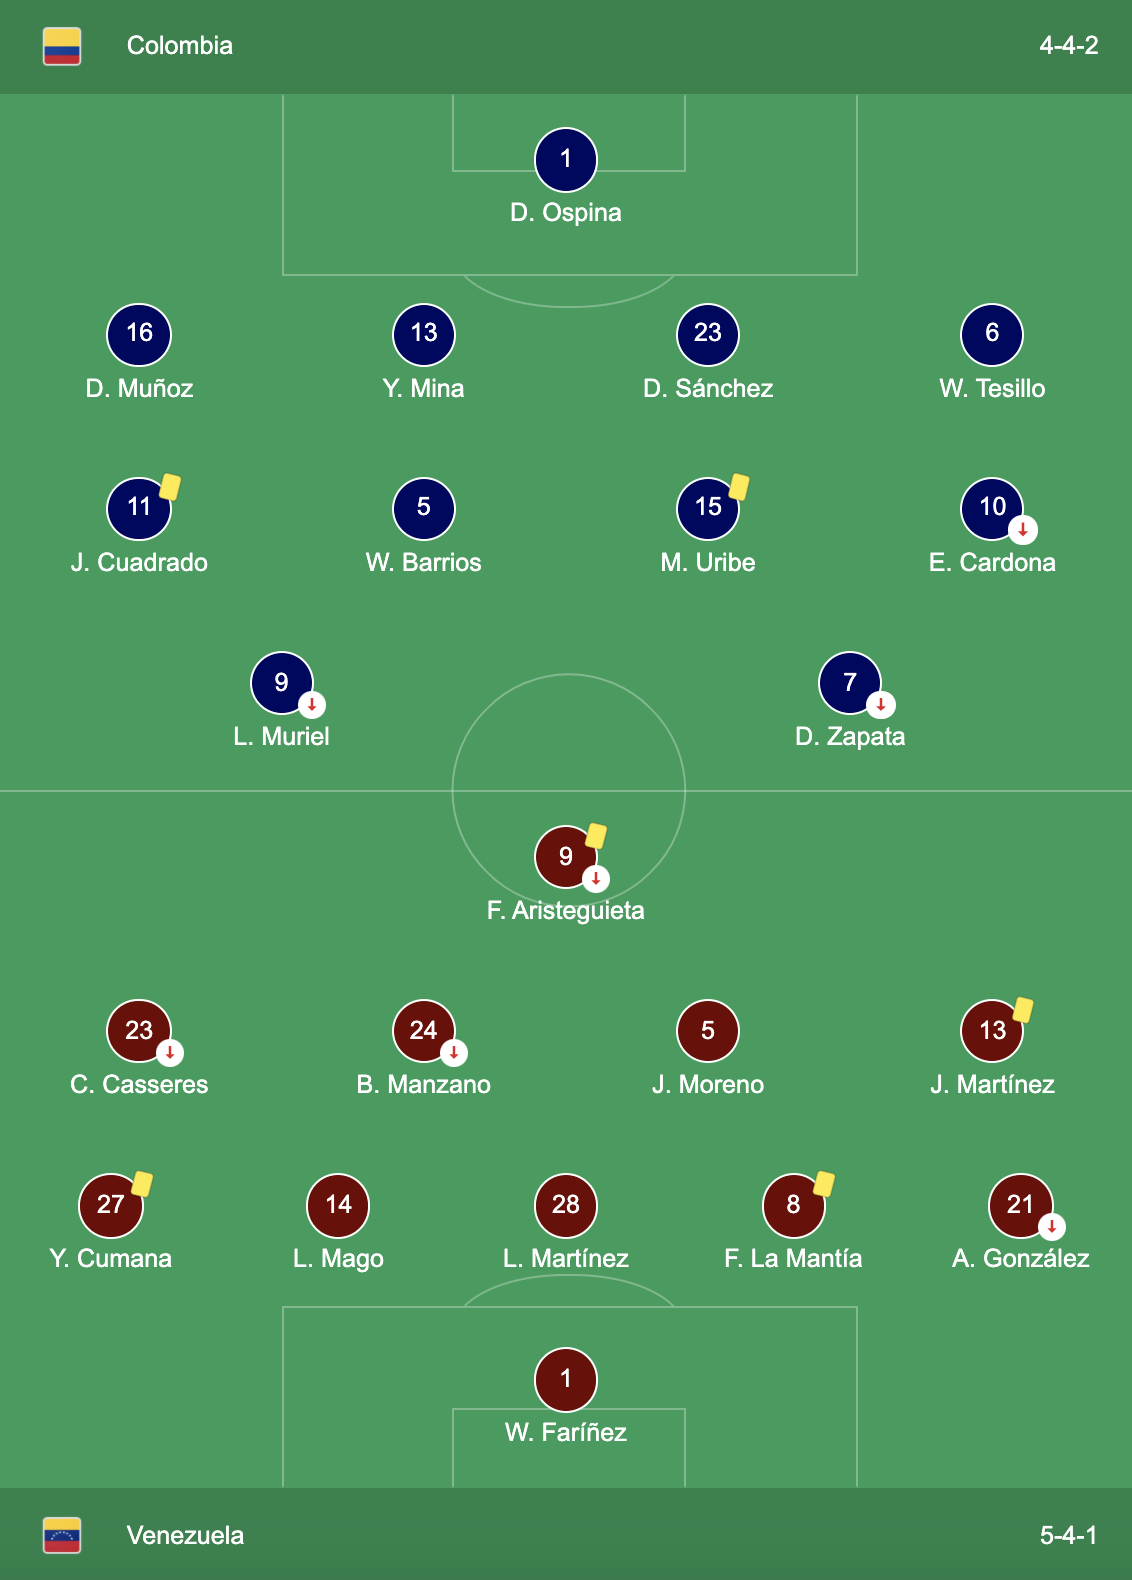 Colombia 4-4-2
1
D. Ospina
16 13 23 6
D. Muñoz Y. Mina D. Sánchez W. Tesillo
11 5 15 10
J. Cuadrado W. Barrios M. Uribe E. Cardona
9 7
L. Muriel D. Zapata
9
F. Aristeguieta
23 24 5 13
C. Casseres B. Manzano J. Moreno J. Martínez
27 14 28 8 21
Y. Cumana L. Mago L. Martínez F. La Mantía A. González
1
W. Faríñez
Venezuela 5-4-1